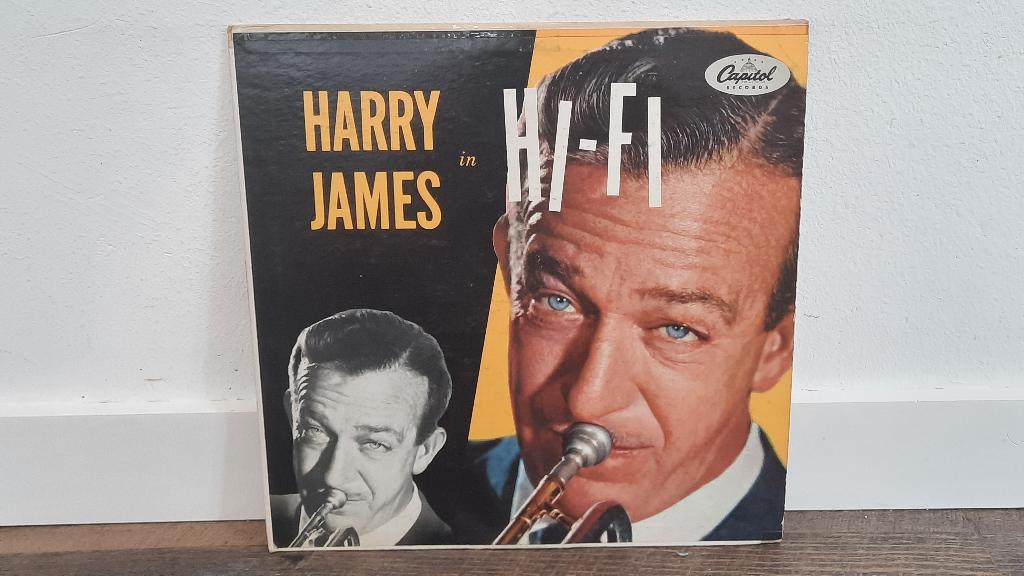 HARRY
in
JAMES
HI-FI
Capitol
RECORDS